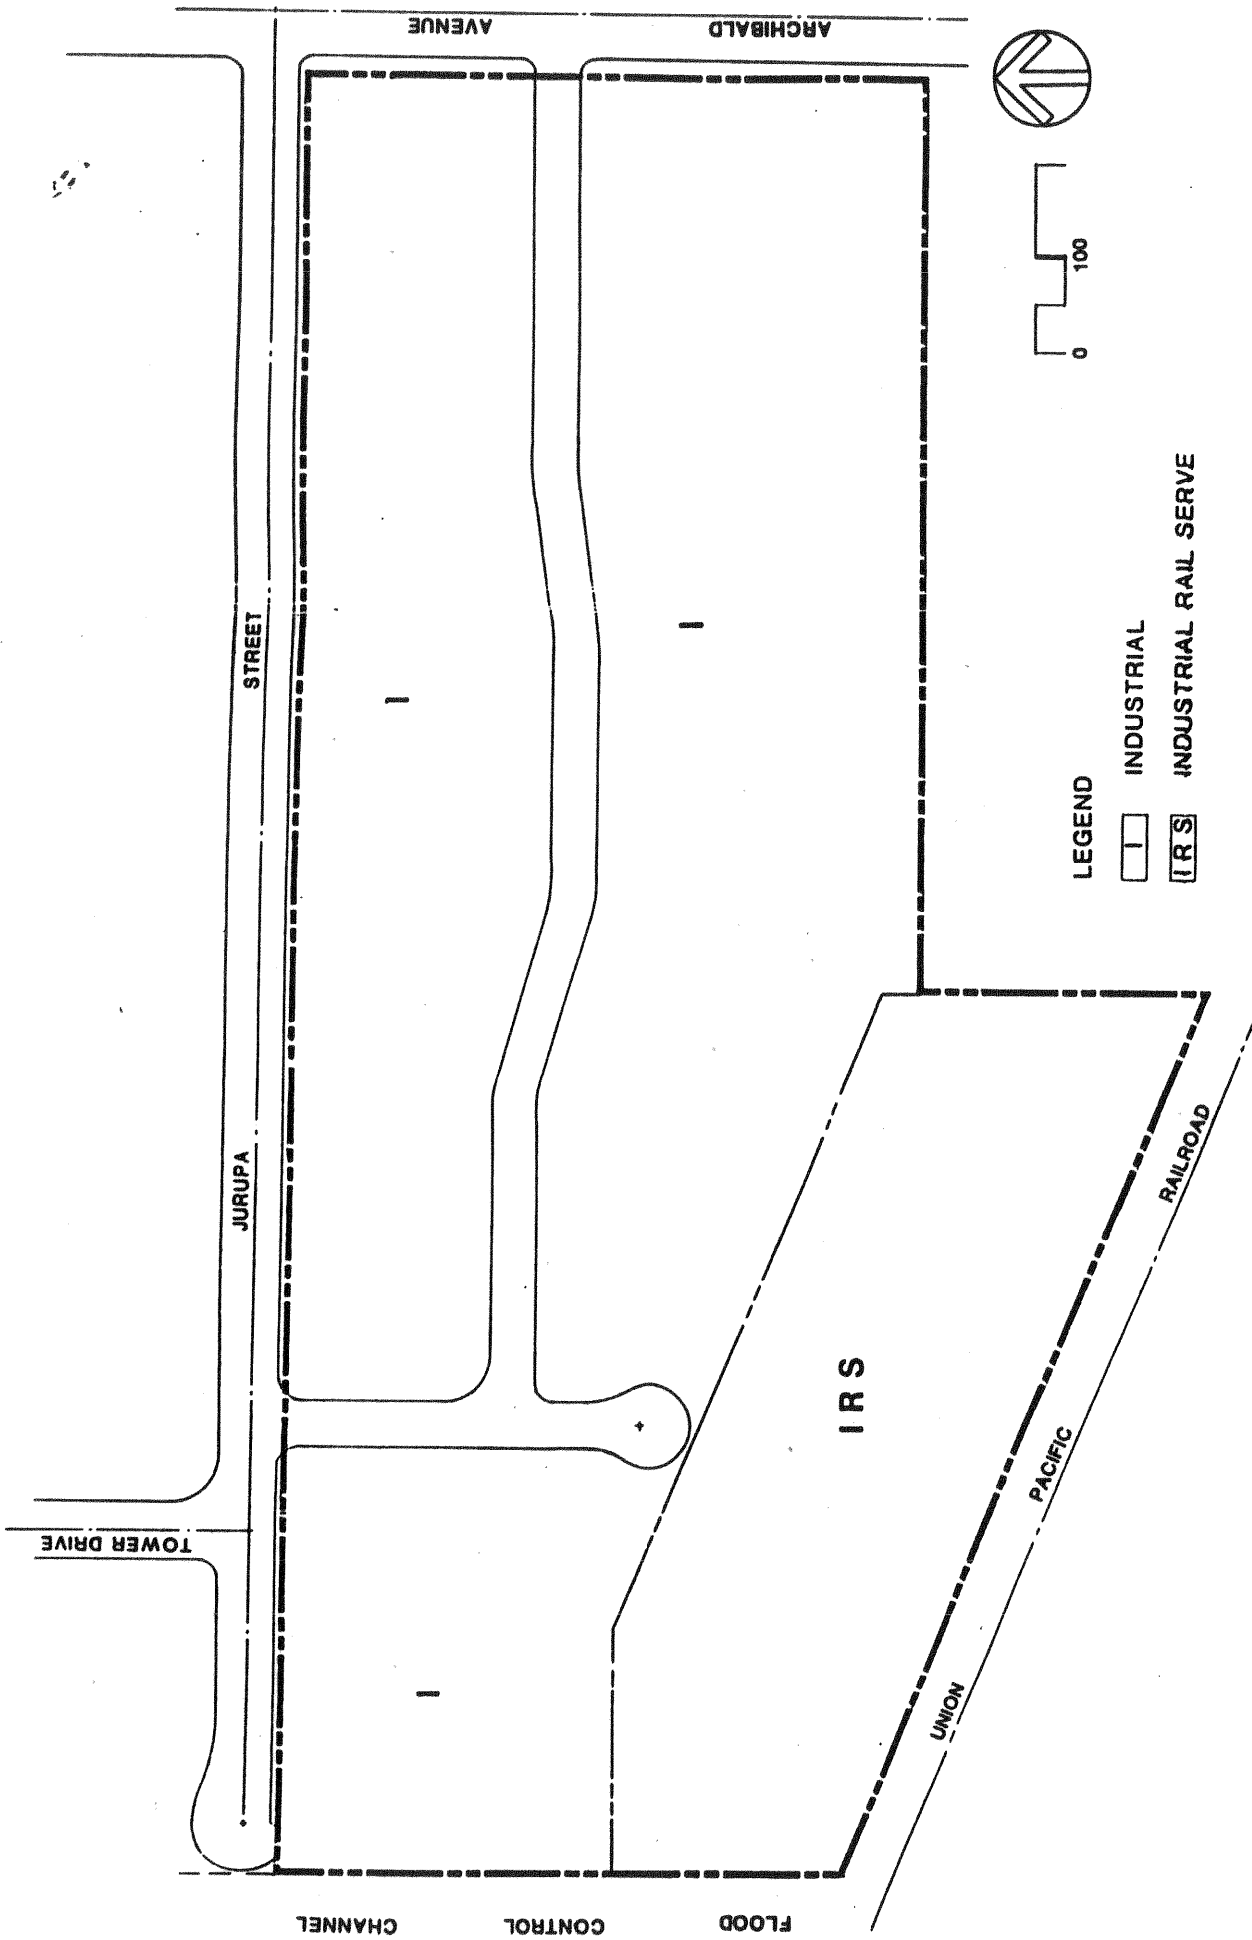 ARCHIBALD AVENUE
JURUPA STREET
TOWER DRIVE
FLOOD CONTROL CHANNEL
I
I
I
IRS
UNION PACIFIC RAILROAD
0 100
LEGEND
I INDUSTRIAL
IRS INDUSTRIAL RAIL SERVE